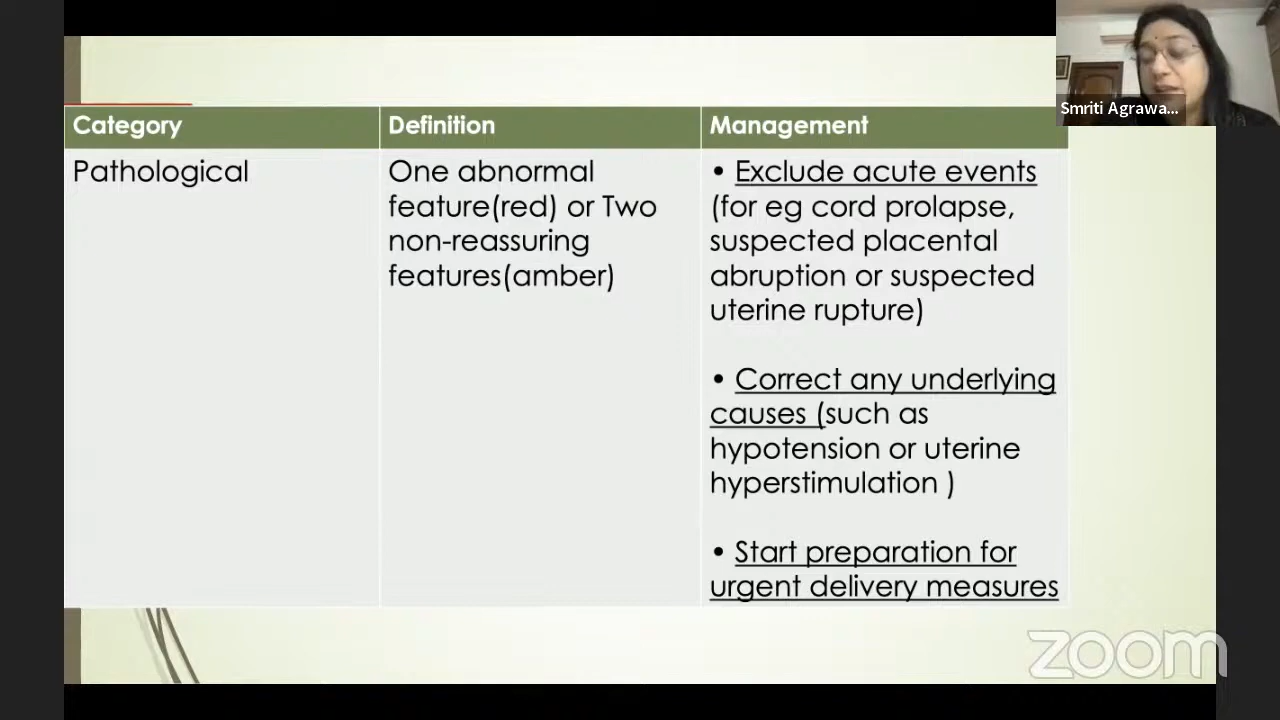 Smriti Agrawa...
Category
Definition
Management
Pathological
One abnormal
feature(red) or Two
non-reassuring
features(amber)
• Exclude acute events
(for eg cord prolapse,
suspected placental
abruption or suspected
uterine rupture)
• Correct any underlying
causes (such as
hypotension or uterine
hyperstimulation )
• Start preparation for
urgent delivery measures
zoom